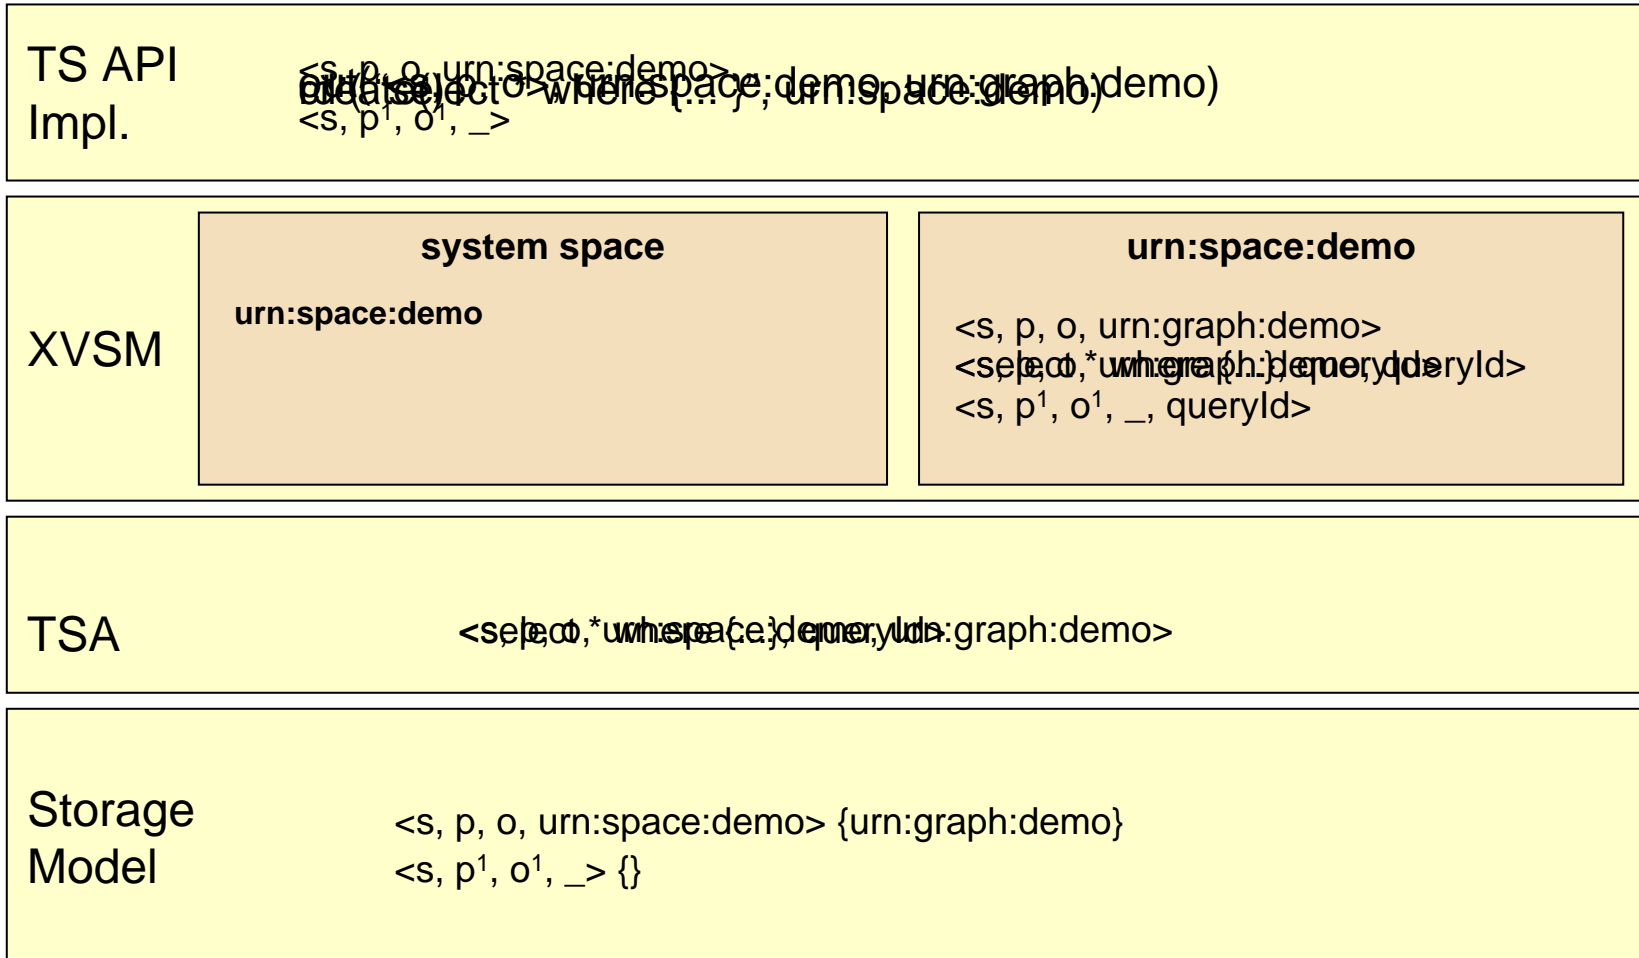 TS API
Impl.
<s, p, o, urn:space:demo>
<s, p¹, o¹, _>
XVSM
system space
urn:space:demo
urn:space:demo
<s, p, o, urn:graph:demo>
<s, p¹, o¹, _, queryId>
TSA
Storage
Model
<s, p, o, urn:space:demo> {urn:graph:demo}
<s, p¹, o¹, _> {}